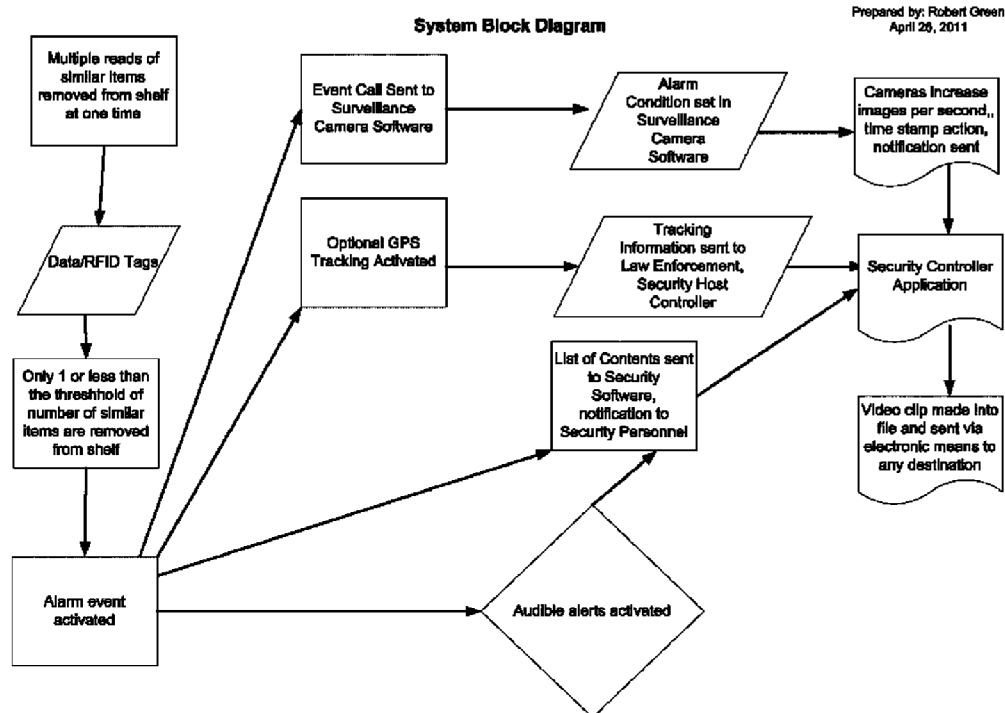 System Block Diagram
Prepared by: Robert Green
April 26, 2011
Multiple reads of
similar items
removed from shelf
at one time
Event Call Sent to
Surveillance
Camera Software
Alarm
Condition set in
Surveillance
Camera
Software
Cameras increase
images per second,,
time stamp action,
notification sent
Data/RFID Tags
Optional GPS
Tracking Activated
Tracking
Information sent to
Law Enforcement,
Security Host
Controller
Security Controller
Application
Only 1 or less than
the threshhold of
number of similar
items are removed
from shelf
List of Contents sent
to Security
Software,
notification to
Security Personnel
Video clip made into
file and sent via
electronic means to
any destination
Alarm event
activated
Audible alerts activated